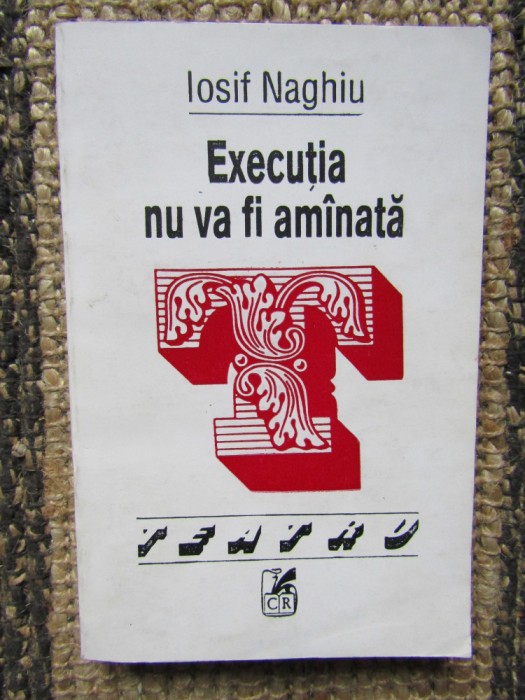 Iosif Naghiu
Execuția
nu va fi amînată
T
TEATRU
CR